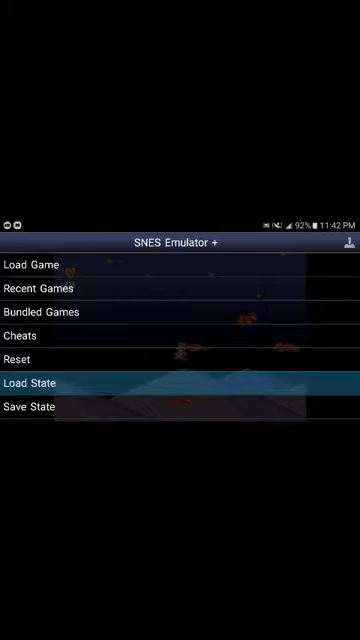 92% 11:42 PM
SNES Emulator +
Load Game
Recent Games
Bundled Games
Cheats
Reset
Load State
Save State